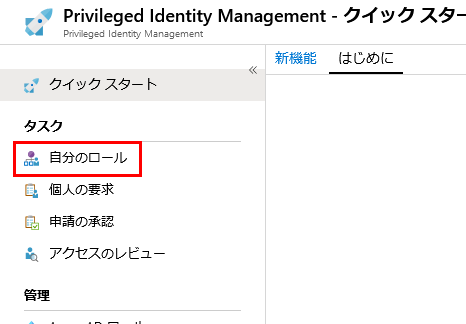 Privileged Identity Management - クイック スター
Privileged Identity Management
新機能
はじめに
クイック スタート
タスク
自分のロール
個人の要求
申請の承認
アクセスのレビュー
管理